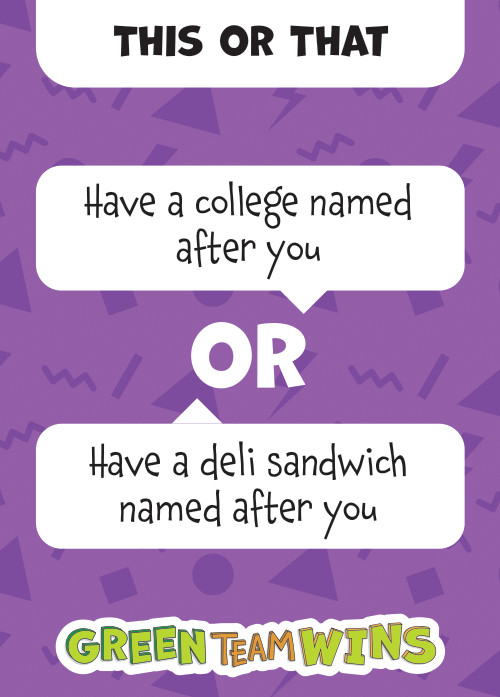 THIS OR THAT
Have a college named
after you
OR
Have a deli sandwich
named after you
GREEN TEAM WINS